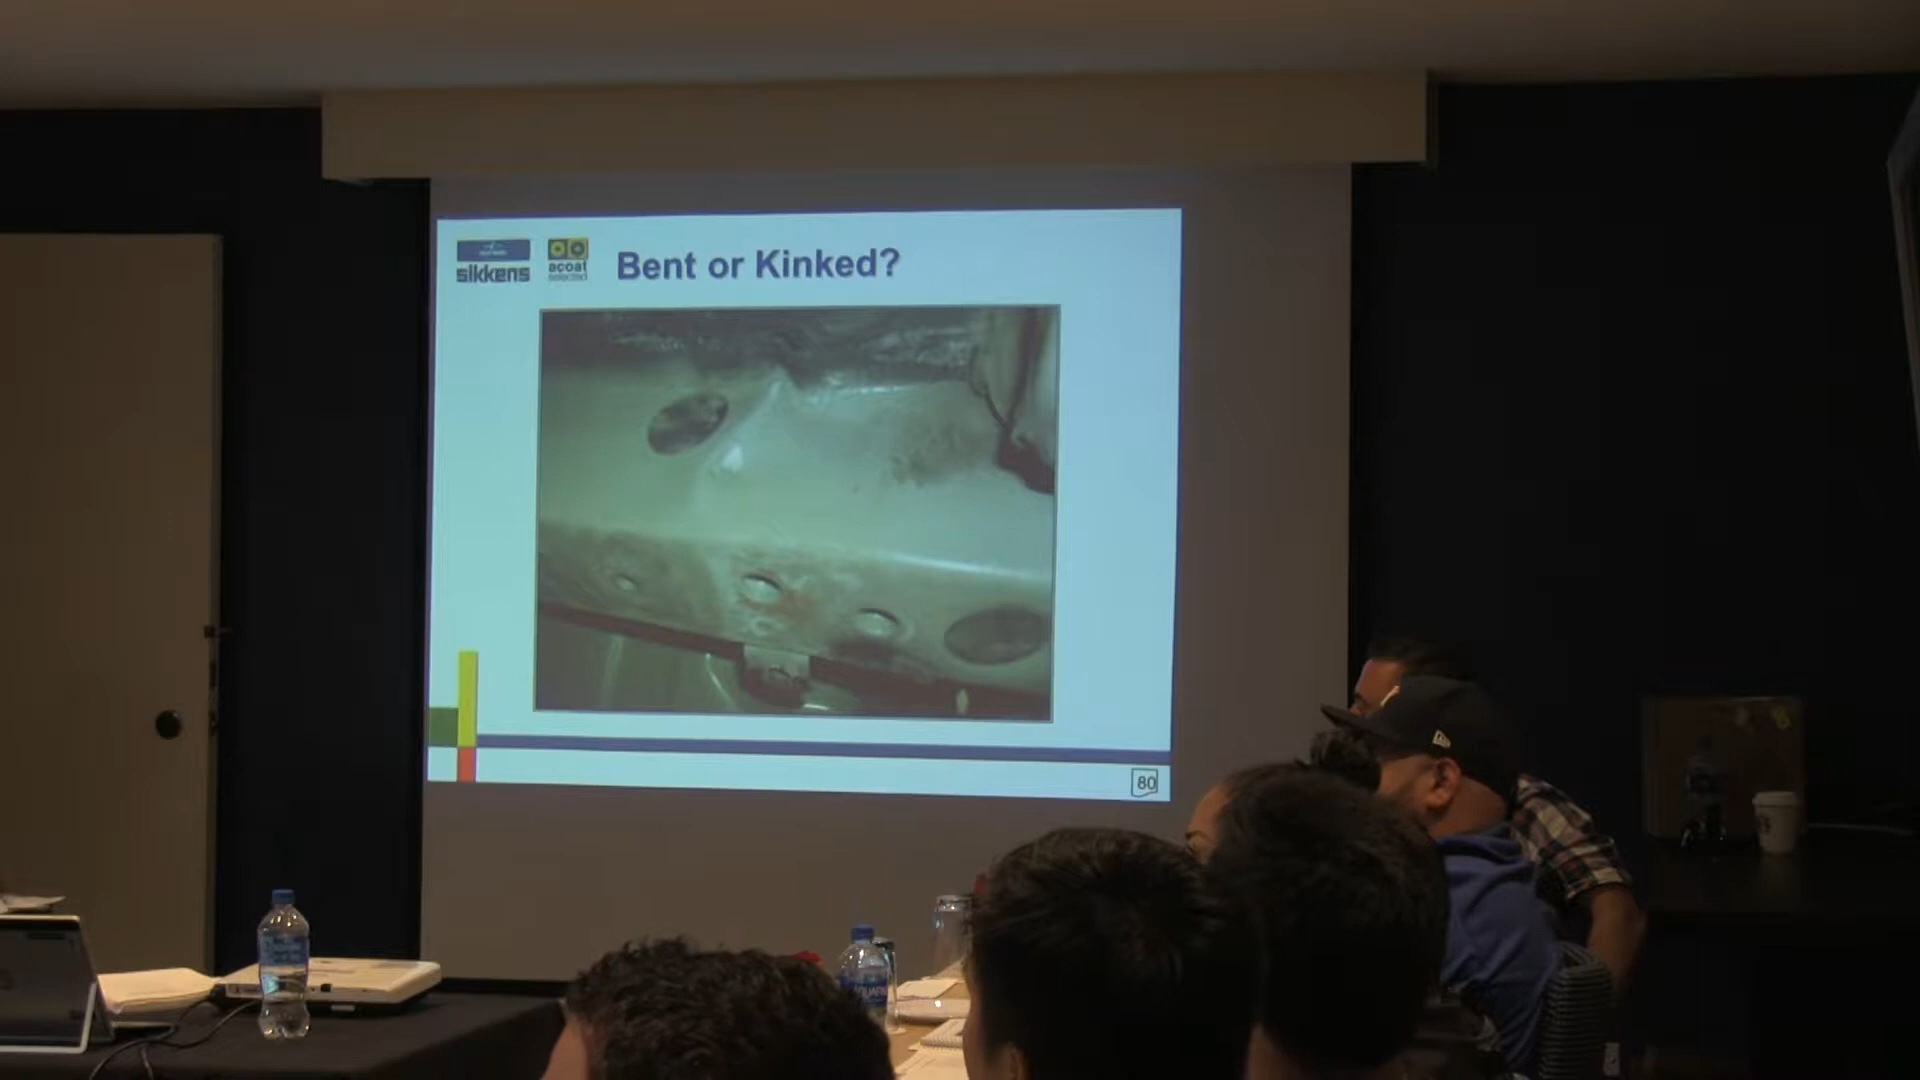 sikkens
acoat
selected
Bent or Kinked?
80